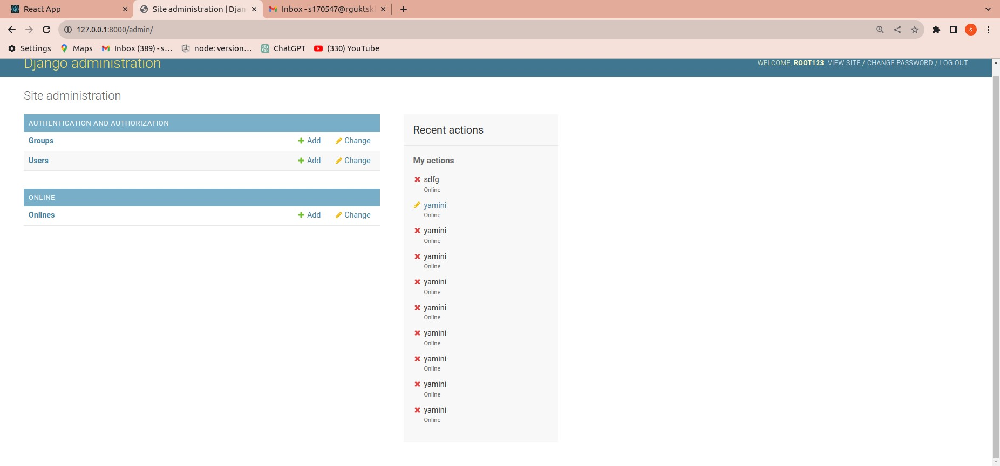 React App
Site administration | Djan
Inbox - s170547@rguktskl
127.0.0.1:8000/admin/
S
Settings
Maps
Inbox (389) - s...
node: version...
ChatGPT
(330) YouTube
Django administration
WELCOME, ROOT123. VIEW SITE / CHANGE PASSWORD / LOG OUT
Site administration
AUTHENTICATION AND AUTHORIZATION
Groups Add Change
Users Add Change
ONLINE
Onlines Add Change
Recent actions
My actions
sdfg
Online
yamini
Online
yamini
Online
yamini
Online
yamini
Online
yamini
Online
yamini
Online
yamini
Online
yamini
Online
yamini
Online